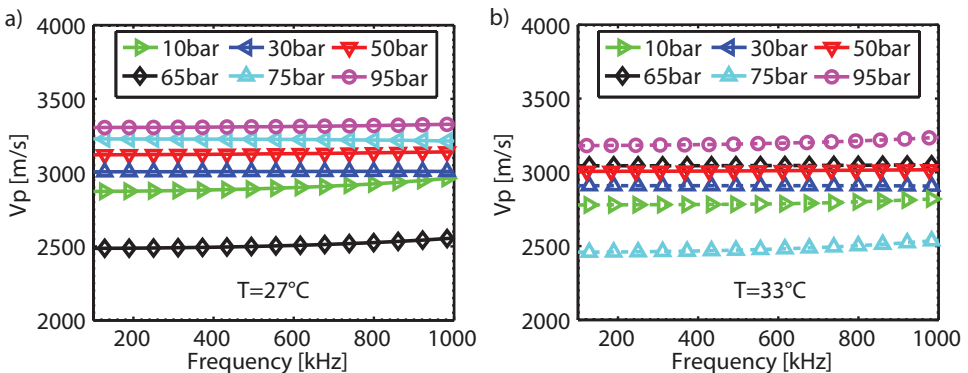 a)
4000
3500
3000
2500
2000
Vp [m/s]
10bar 30bar 50bar
65bar 75bar 95bar
T=27°C
200 400 600 800 1000
Frequency [kHz]
b)
4000
3500
3000
2500
2000
Vp [m/s]
10bar 30bar 50bar
65bar 75bar 95bar
T=33°C
200 400 600 800 1000
Frequency [kHz]